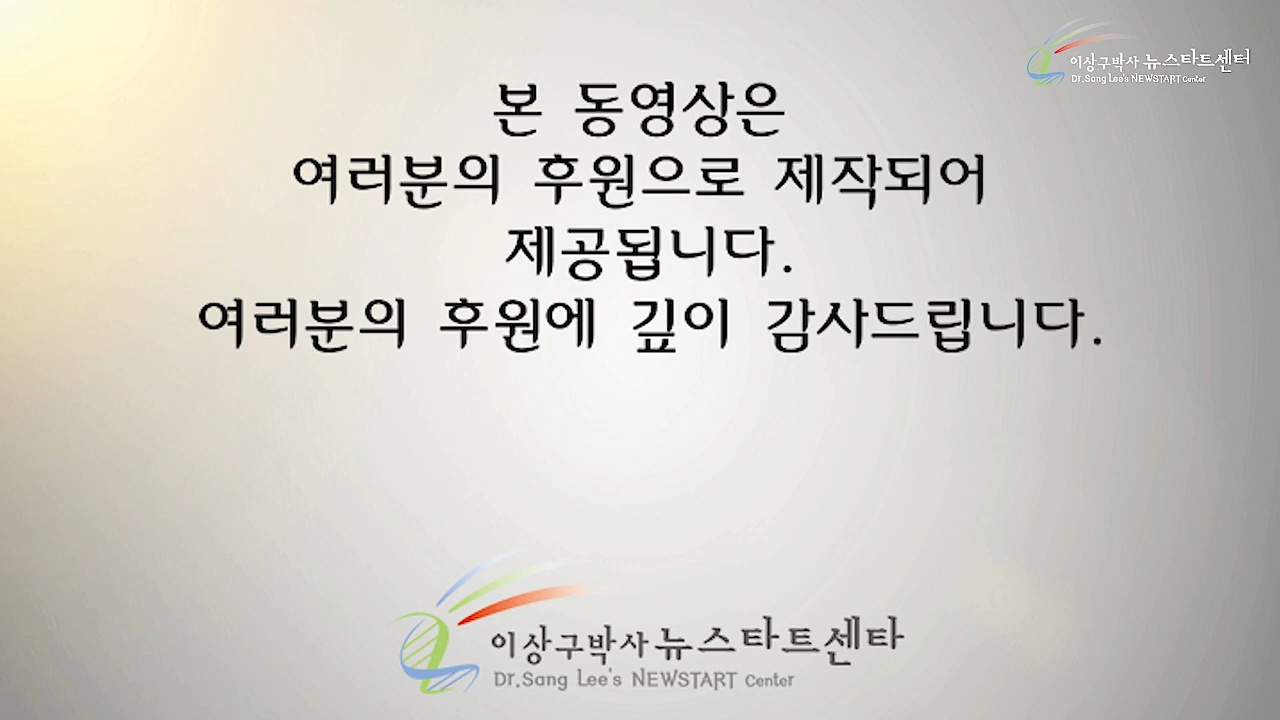 이상구박사 뉴스타트센터
Dr.Sang Lee's NEWSTART Center
본 동영상은
여러분의 후원으로 제작되어
제공됩니다.
여러분의 후원에 깊이 감사드립니다.
이상구박사 뉴스타트센타
Dr.Sang Lee's NEWSTART Center